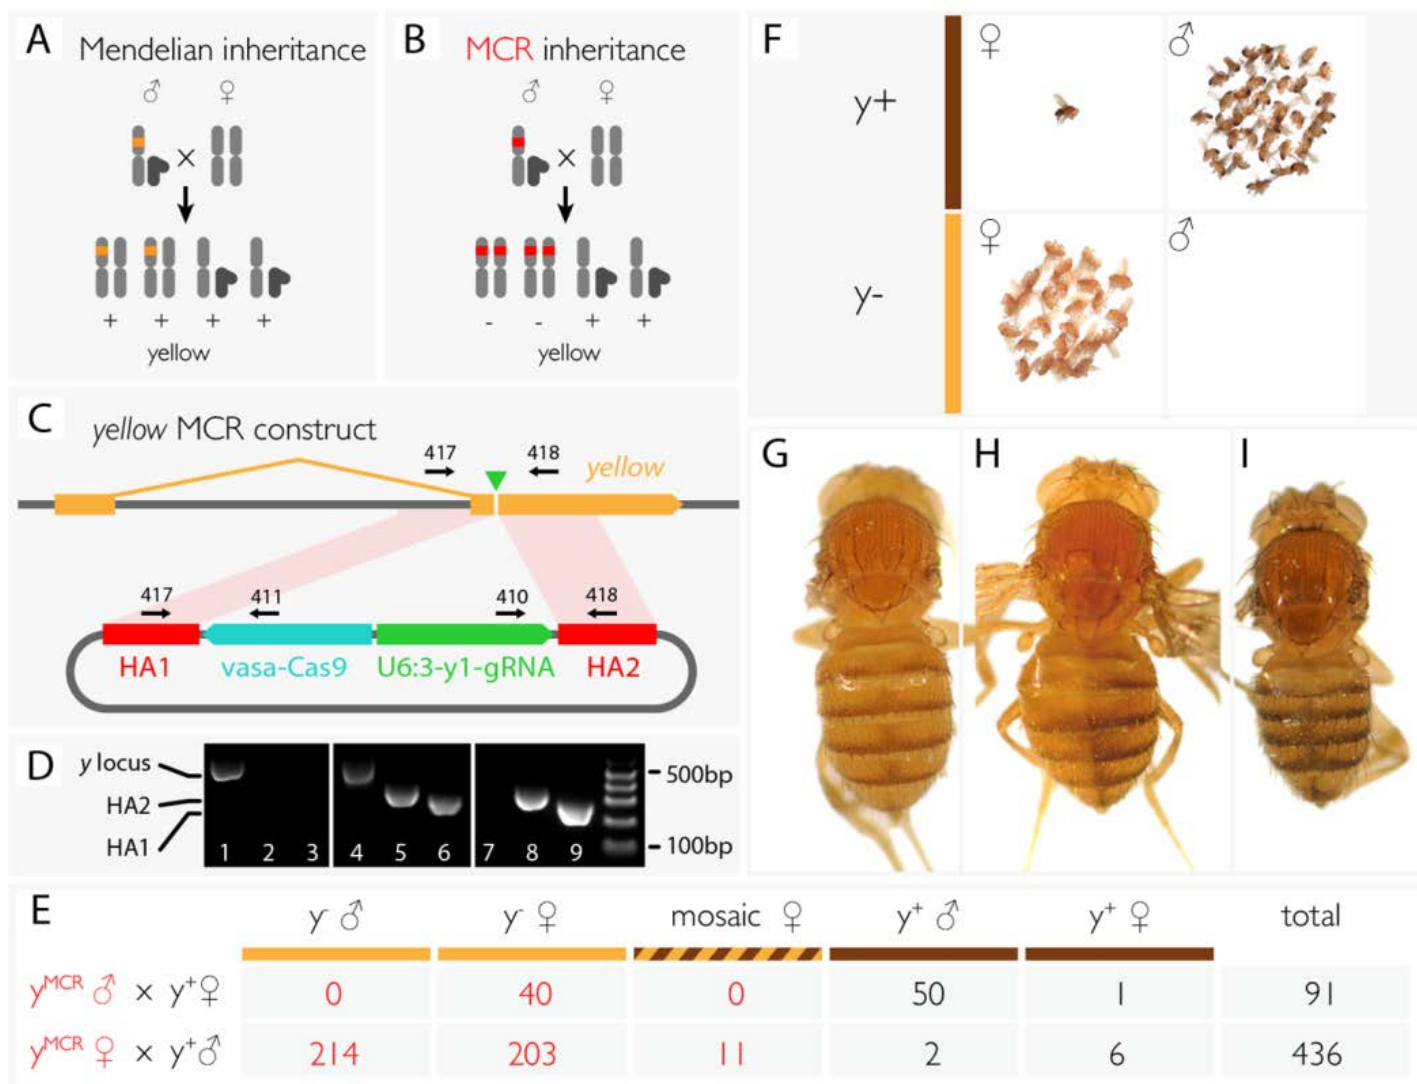 A Mendelian inheritance
♂ ♀
×
+ + + +
yellow
B MCR inheritance
♂ ♀
×
- - + +
yellow
C yellow MCR construct
417 418 yellow
417 411 410 418
HA1 vasa-Cas9 U6:3-y1-gRNA HA2
D
y locus
HA2
HA1
1 2 3 4 5 6 7 8 9
500bp
100bp
F
♀ ♂
y+
♀ ♂
y-
G H I
E
y- ♂ y- ♀ mosaic ♀ y+ ♂ y+ ♀ total
yMCR ♂ × y+♀ 0 40 0 50 1 91
yMCR ♀ × y+♂ 214 203 11 2 6 436